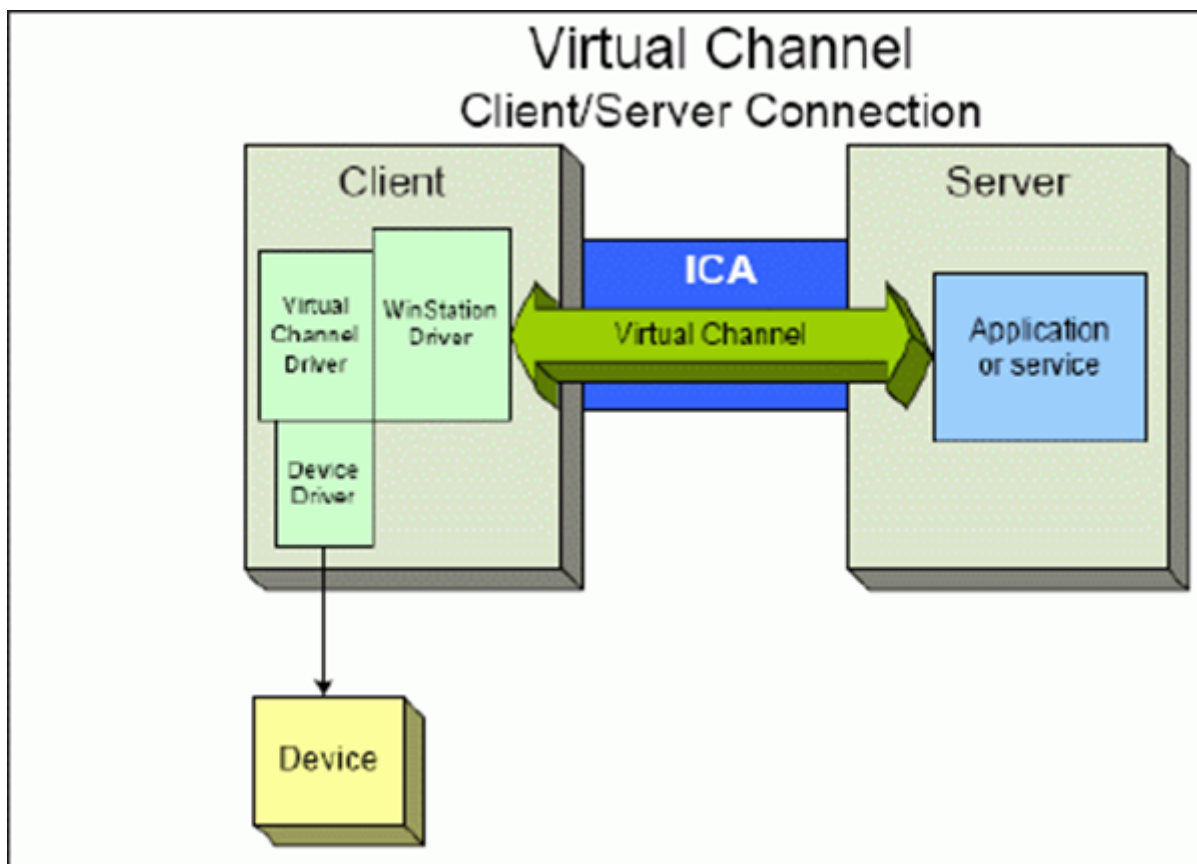 Virtual Channel
Client/Server Connection
Client
Server
ICA
Virtual
Channel
Driver
WinStation
Driver
Virtual Channel
Application
or service
Device
Driver
Device